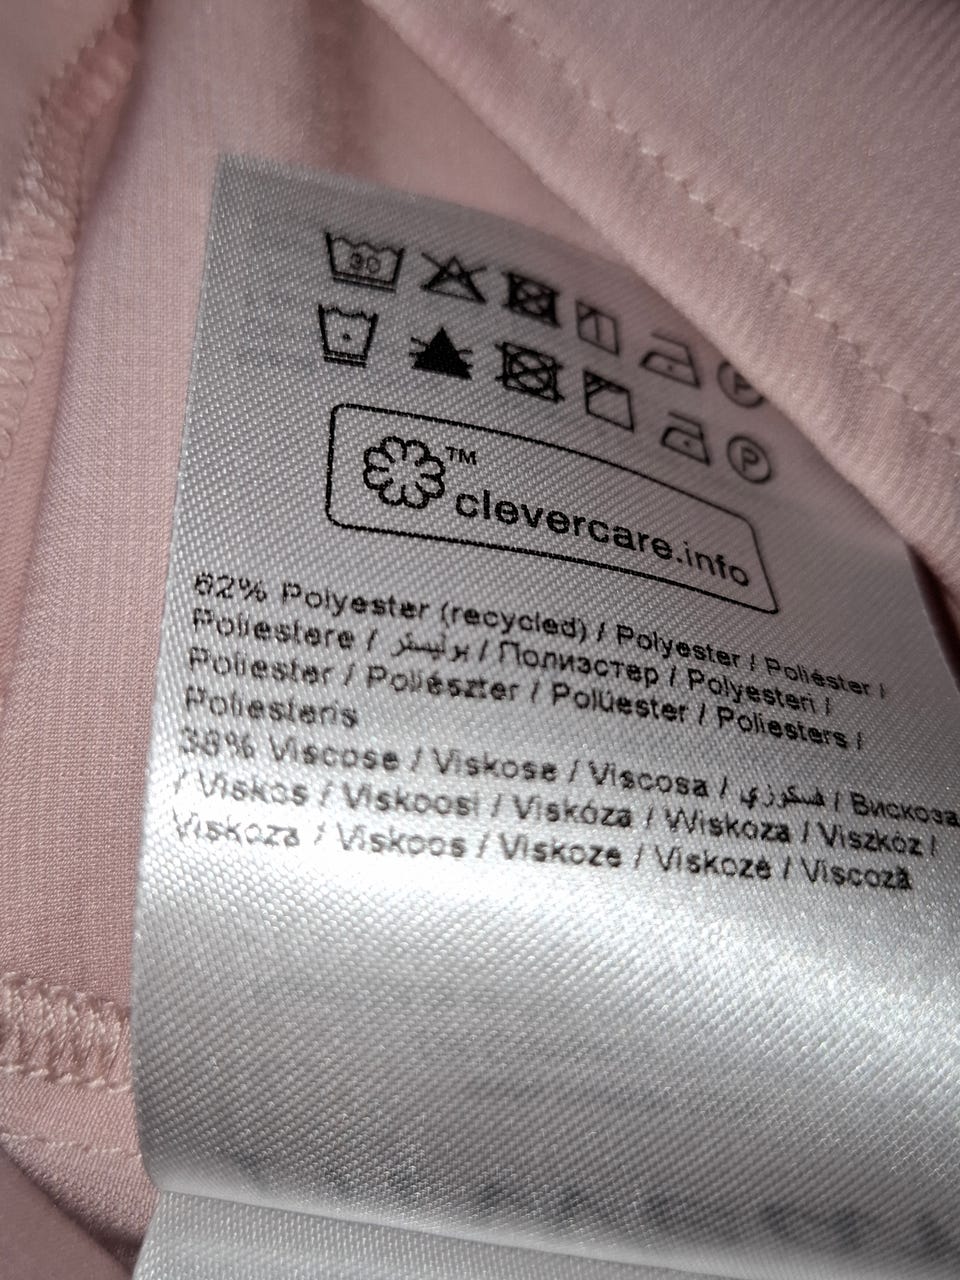 30
P
P
™
clevercare.info
62% Polyester (recycled) / Polyester / Poliéster /
Poliestere / بوليستر / Полиэстер / Polyesteri /
Poliester / Poliészter / Polüester / Poliesters /
Poliesteris
38% Viscose / Viskose / Viscosa / فسكوزي / Вискоза
/ Viskos / Viskoosi / Viskóza / Wiskoza / Viszkóz /
Viskoza / Viskoos / Viskoze / Viskozė / Viscoză